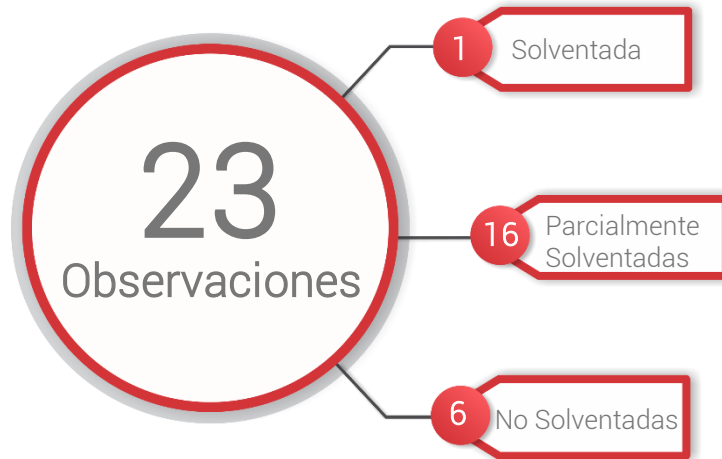 23
Observaciones
1
Solventada
16
Parcialmente
Solventadas
6
No Solventadas